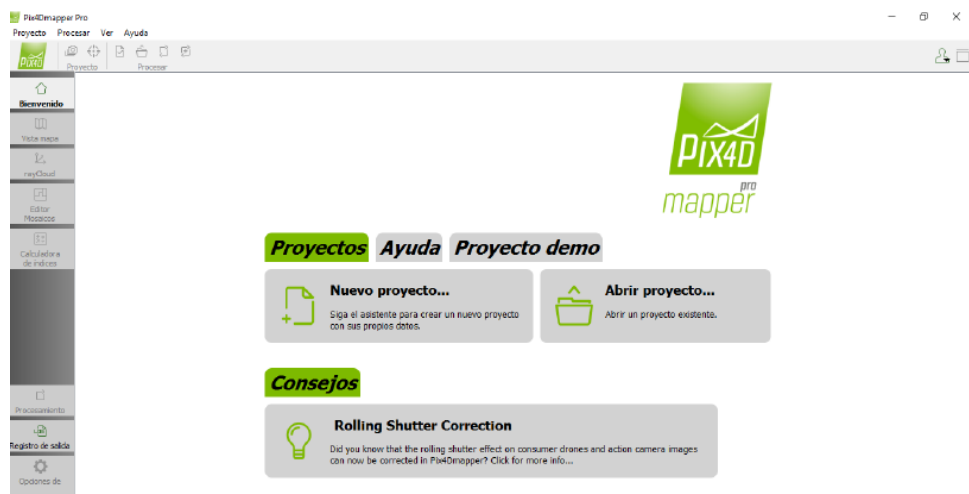 Pix4Dmapper Pro
Proyecto Procesar Ver Ayuda
PIX4D
Proyecto Procesar
Bienvenido
Vista mapa
rayCloud
Editor
Mosaicos
Calculadora
de índices
PIX4D
pro
mapper
Proyectos Ayuda Proyecto demo
Nuevo proyecto...
Siga el asistente para crear un nuevo proyecto
con sus propios datos.
Abrir proyecto...
Abrir un proyecto existente.
Consejos
Rolling Shutter Correction
Did you know that the rolling shutter effect on consumer drones and action camera images
can now be corrected in Pix4Dmapper? Click for more info...
Procesamiento
Registro de salida
Opciones de